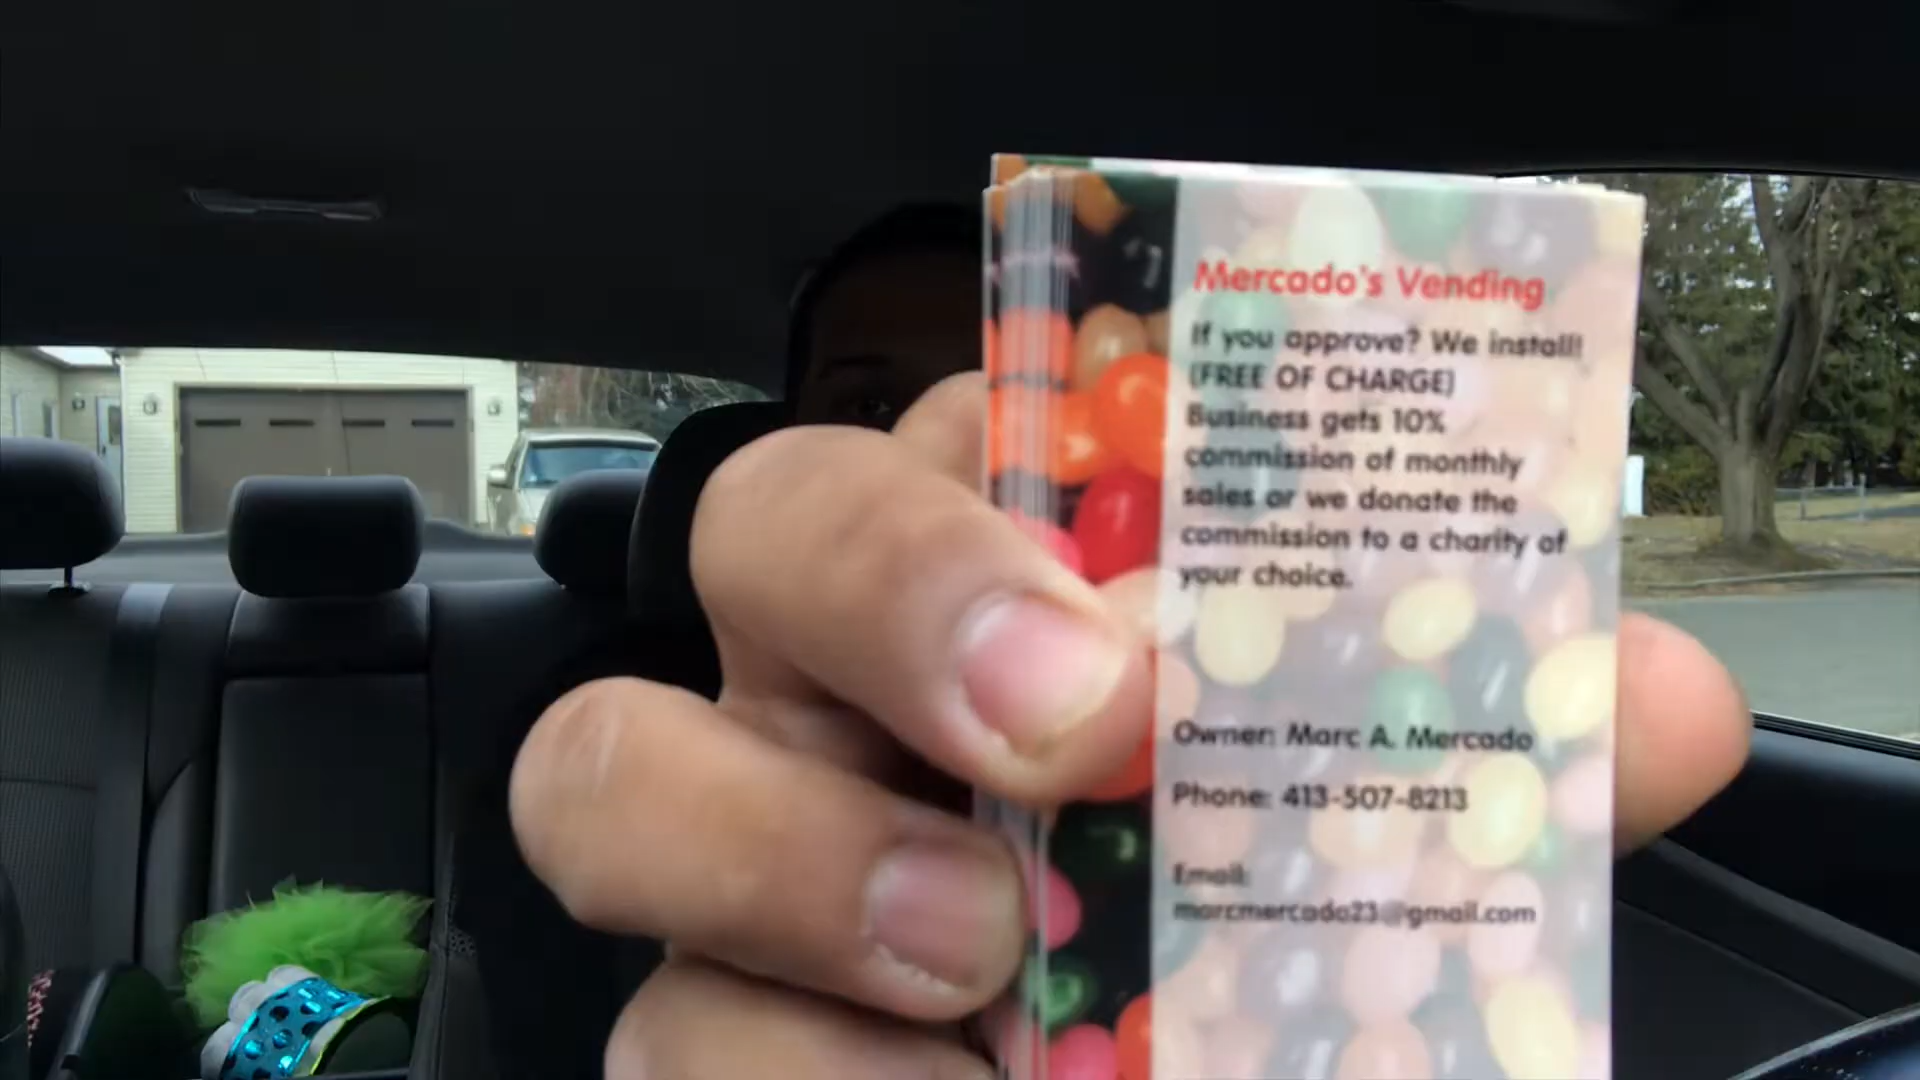 Mercado's Vending
If you approve? We install!
(FREE OF CHARGE)
Business gets 10%
commission of monthly
sales or we donate the
commission to a charity of
your choice.
Owner: Marc A. Mercado
Phone: 413-507-8213
Email:
marcmercado23@gmail.com